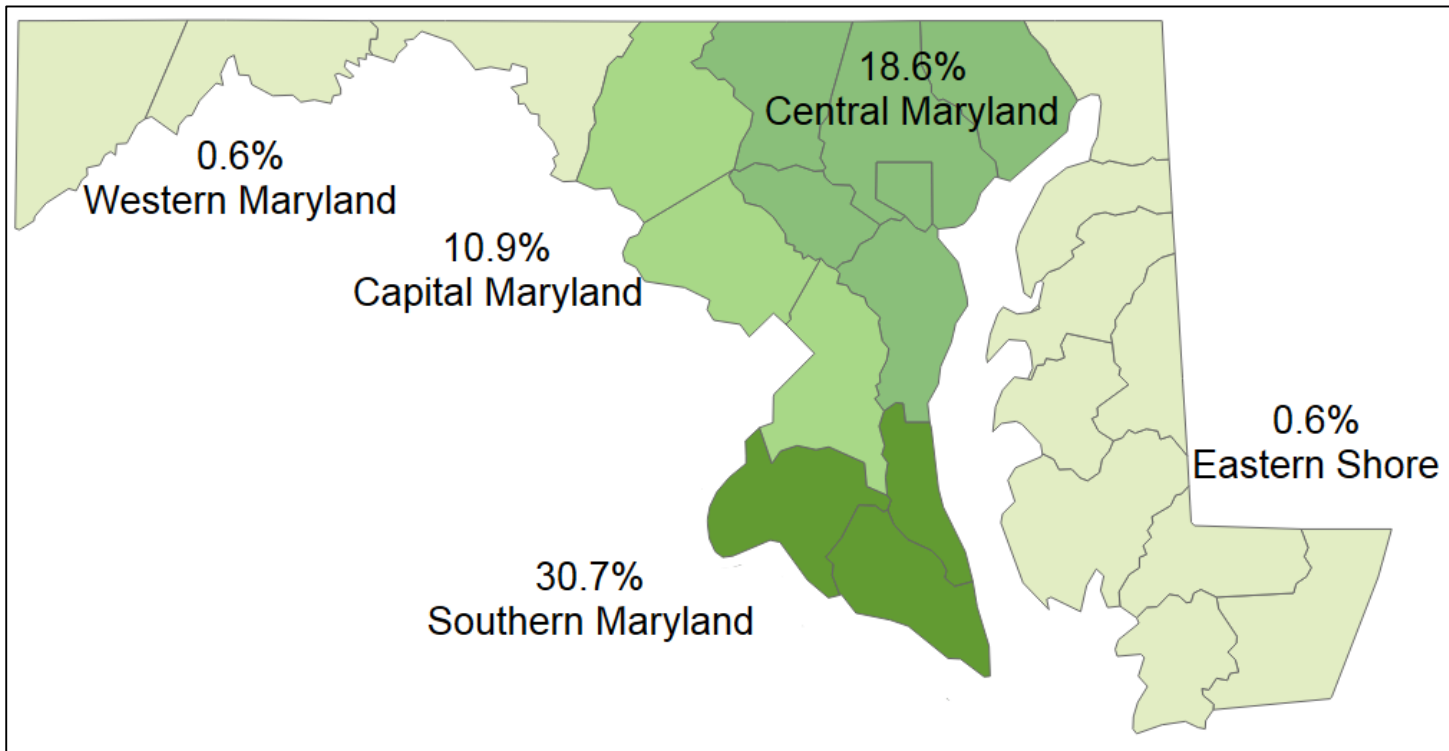 18.6%
Central Maryland
0.6%
Western Maryland
10.9%
Capital Maryland
0.6%
Eastern Shore
30.7%
Southern Maryland